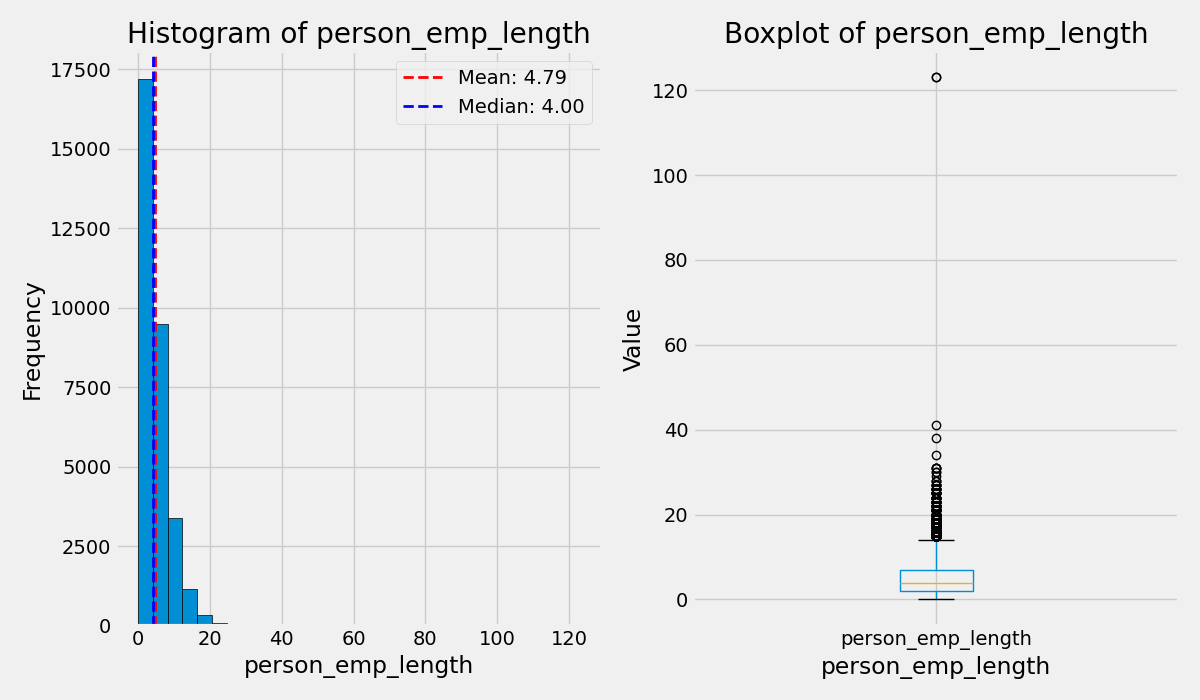 Histogram of person_emp_length
Mean: 4.79
Median: 4.00
17500
15000
12500
10000
7500
5000
2500
0
Frequency
0 20 40 60 80 100 120
person_emp_length
Boxplot of person_emp_length
120
100
80
60
40
20
0
Value
person_emp_length
person_emp_length